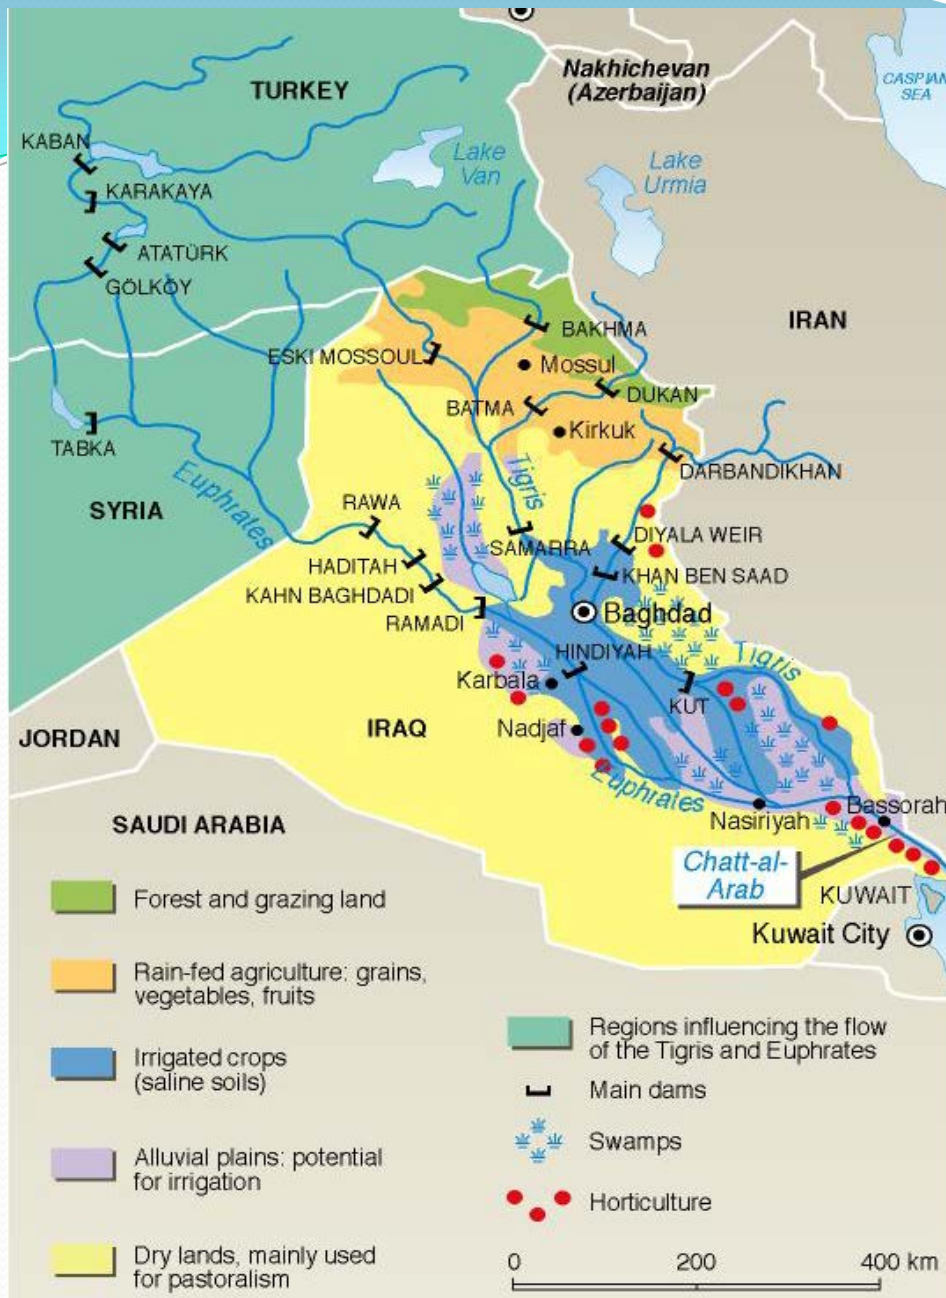 Nakhichevan
(Azerbaijan)
CASPIAN
SEA
TURKEY
KABAN
Lake
Van
Lake
Urmia
KARAKAYA
ATATÜRK
GÖLKÖY
IRAN
BAKHMA
ESKI MOSSOUL
Mossul
DUKAN
BATMA
Kirkuk
TABKA
DARBANDIKHAN
Euphrates
Tigris
SYRIA
RAWA
SAMARRA
DIYALA WEIR
HADITAH
KHAN BEN SAAD
KAHN BAGHDADI
Baghdad
RAMADI
HINDIYAH
Tigris
Karbala
KUT
JORDAN
IRAQ
Nadjaf
Euphrates
Bassorah
Nasiriyah
SAUDI ARABIA
Chatt-al-
Arab
KUWAIT
Kuwait City
Forest and grazing land
Rain-fed agriculture: grains,
vegetables, fruits
Irrigated crops
(saline soils)
Alluvial plains: potential
for irrigation
Dry lands, mainly used
for pastoralism
Regions influencing the flow
of the Tigris and Euphrates
Main dams
Swamps
Horticulture
0 200 400 km